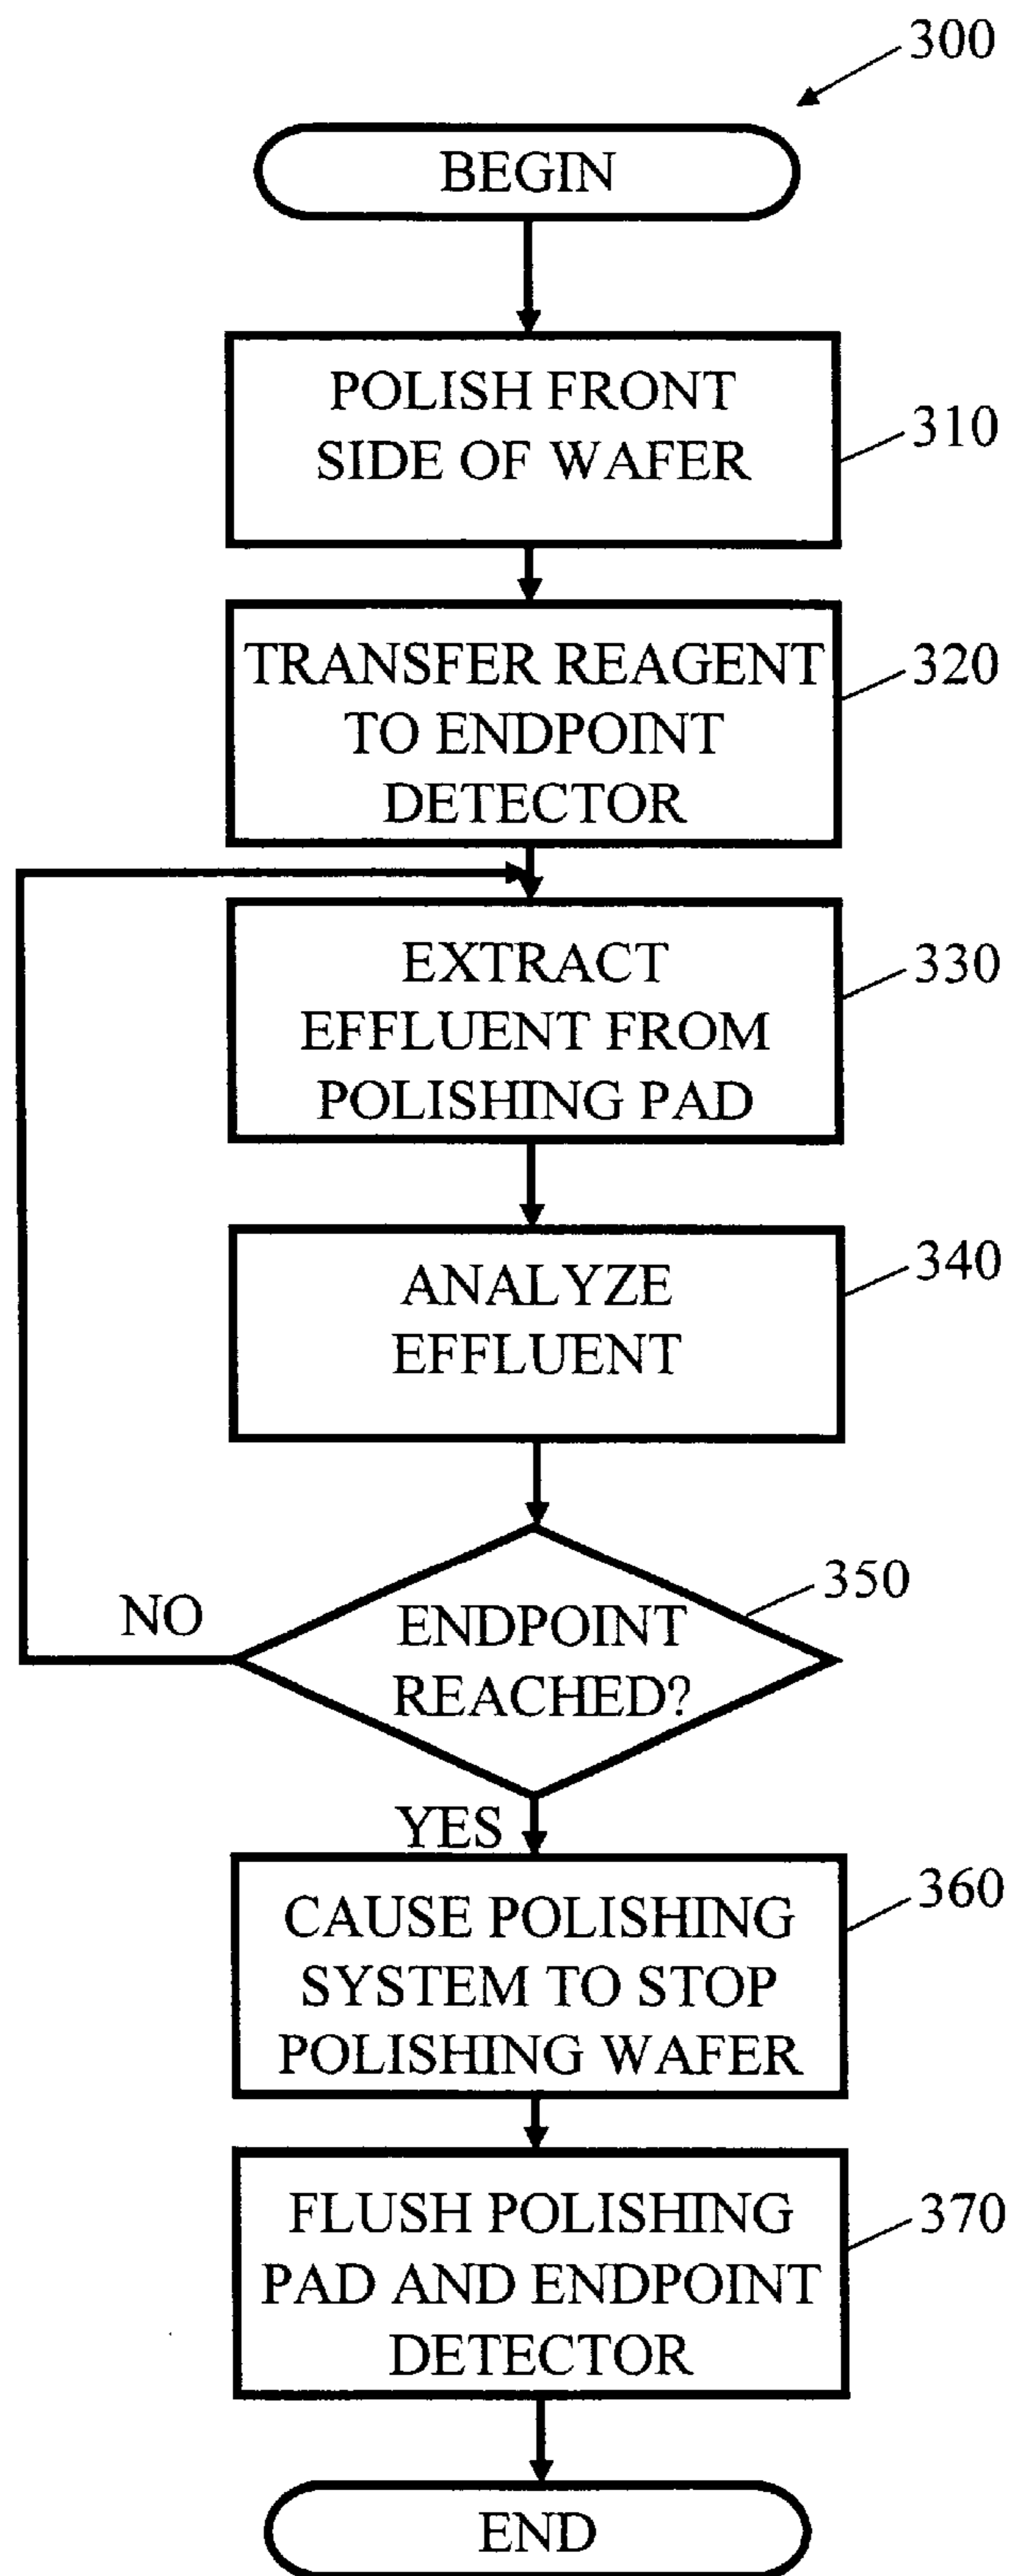 300
BEGIN
POLISH FRONT
SIDE OF WAFER
310
TRANSFER REAGENT
TO ENDPOINT
DETECTOR
320
EXTRACT
EFFLUENT FROM
POLISHING PAD
330
ANALYZE
EFFLUENT
340
ENDPOINT
REACHED?
350
NO
YES
CAUSE POLISHING
SYSTEM TO STOP
POLISHING WAFER
360
FLUSH POLISHING
PAD AND ENDPOINT
DETECTOR
370
END